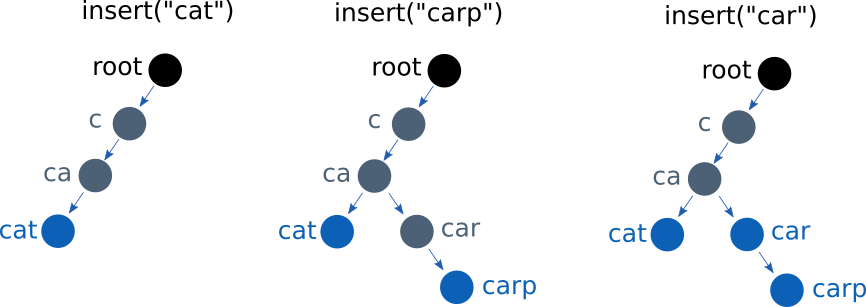 insert("cat")
root
c
ca
cat
insert("carp")
root
c
ca
cat
car
carp
insert("car")
root
c
ca
cat
car
carp